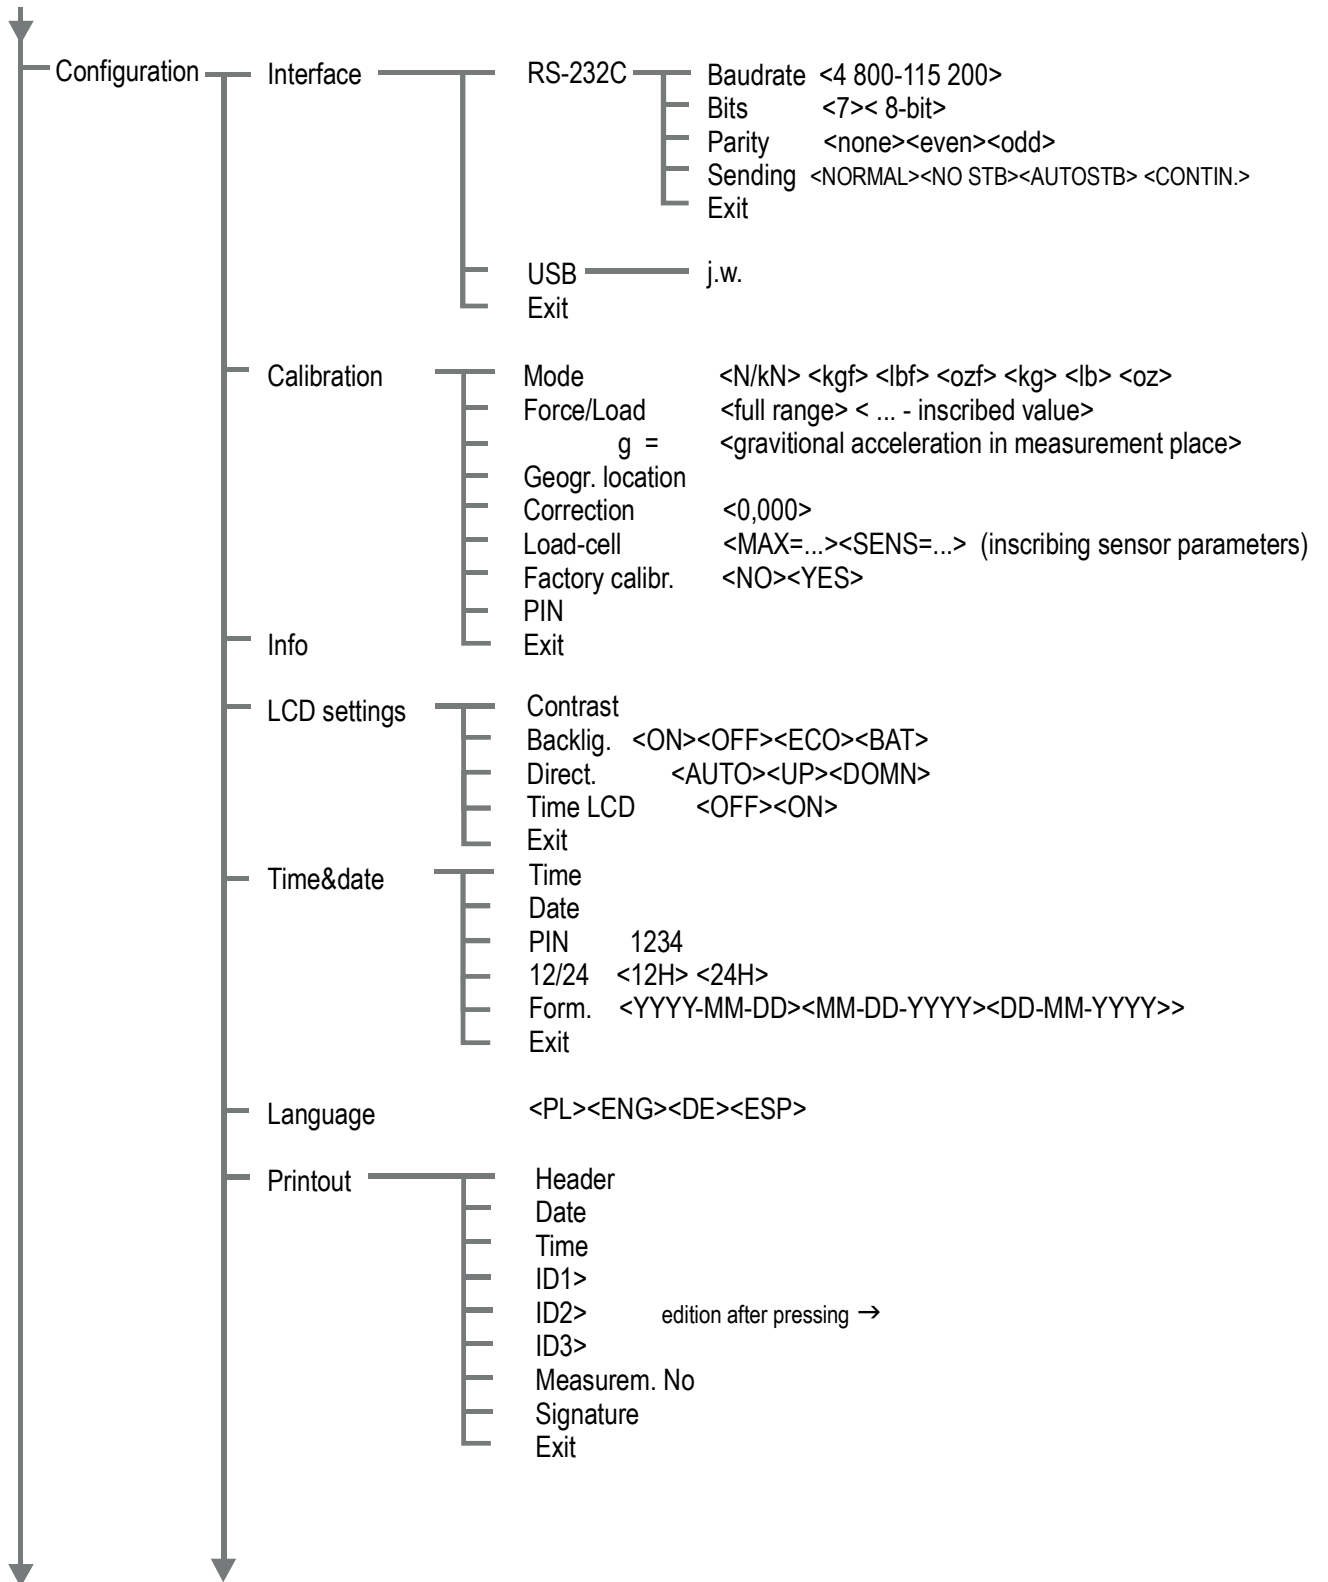 Configuration Interface RS-232C Baudrate <4 800-115 200>
Bits <7>< 8-bit>
Parity <none><even><odd>
Sending <NORMAL><NO STB><AUTOSTB> <CONTIN.>
Exit
USB j.w.
Exit
Calibration Mode <N/kN> <kgf> <lbf> <ozf> <kg> <lb> <oz>
Force/Load <full range> < ... - inscribed value>
g = <gravitional acceleration in measurement place>
Geogr. location
Correction <0,000>
Load-cell <MAX=...><SENS=...> (inscribing sensor parameters)
Factory calibr. <NO><YES>
PIN
Info Exit
LCD settings Contrast
Backlig. <ON><OFF><ECO><BAT>
Direct. <AUTO><UP><DOMN>
Time LCD <OFF><ON>
Exit
Time&date Time
Date
PIN 1234
12/24 <12H> <24H>
Form. <YYYY-MM-DD><MM-DD-YYYY><DD-MM-YYYY>>
Exit
Language <PL><ENG><DE><ESP>
Printout Header
Date
Time
ID1>
ID2> edition after pressing →
ID3>
Measurem. No
Signature
Exit